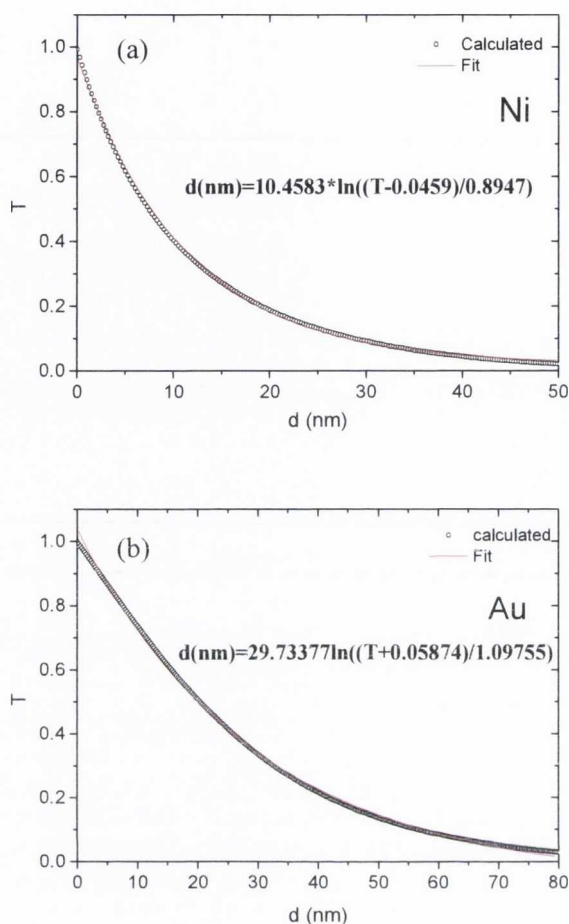 (a)
Calculated
Fit
Ni
d(nm)=10.4583*ln((T-0.0459)/0.8947)
T
1.0
0.8
0.6
0.4
0.2
0.0
0 10 20 30 40 50
d (nm)
(b)
calculated
Fit
Au
d(nm)=29.73377ln((T+0.05874)/1.09755)
T
1.0
0.8
0.6
0.4
0.2
0.0
0 10 20 30 40 50 60 70 80
d (nm)